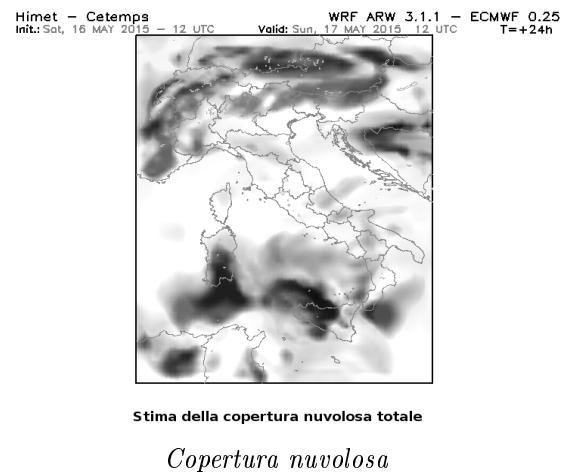 Himet – Cetemps WRF ARW 3.1.1 – ECMWF 0.25
Init.: Sat, 16 MAY 2015 – 12 UTC Valid: Sun, 17 MAY 2015 12 UTC T=+24h
Stima della copertura nuvolosa totale
Copertura nuvolosa